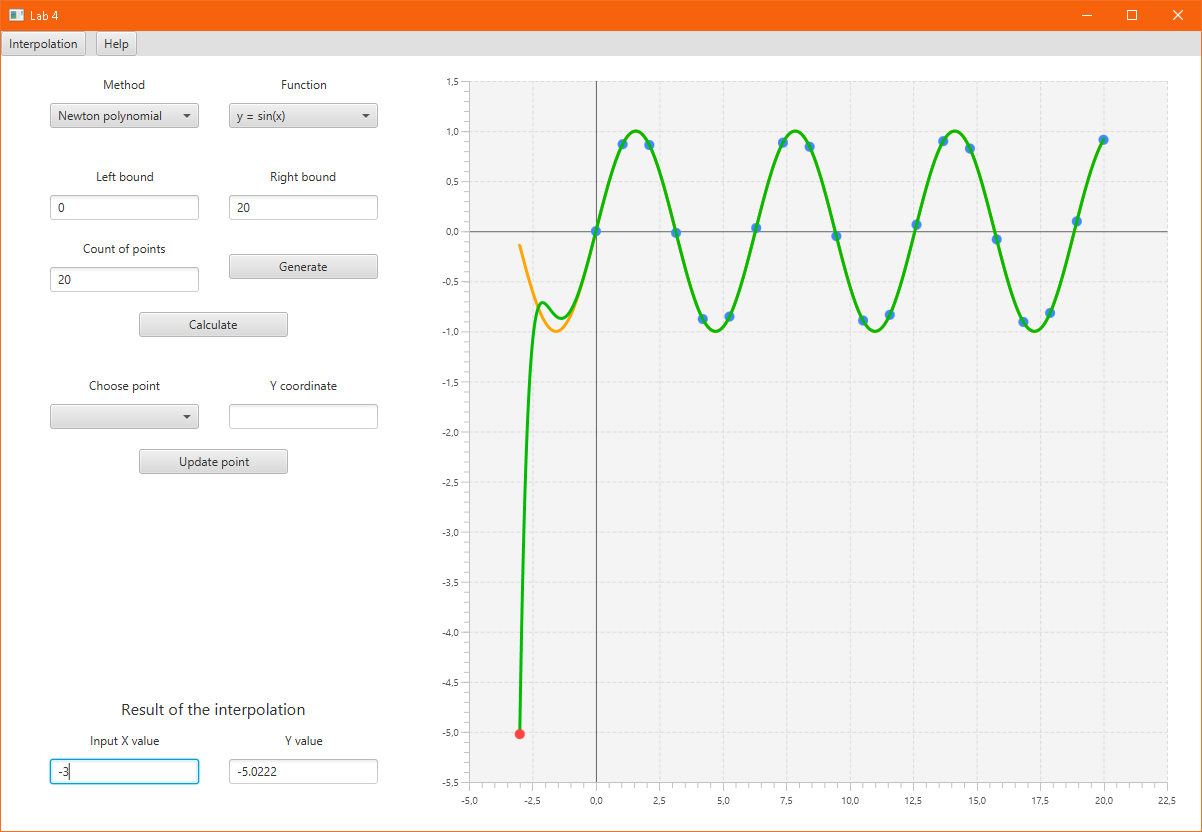 Lab 4
Interpolation Help
Method Function
Newton polynomial y = sin(x)
Left bound Right bound
0 20
Count of points
20 Generate
Calculate
Choose point Y coordinate
Update point
Result of the interpolation
Input X value Y value
-3 -5.0222
1,5
1,0
0,5
0,0
-0,5
-1,0
-1,5
-2,0
-2,5
-3,0
-3,5
-4,0
-4,5
-5,0
-5,5
-5,0 -2,5 0,0 2,5 5,0 7,5 10,0 12,5 15,0 17,5 20,0 22,5